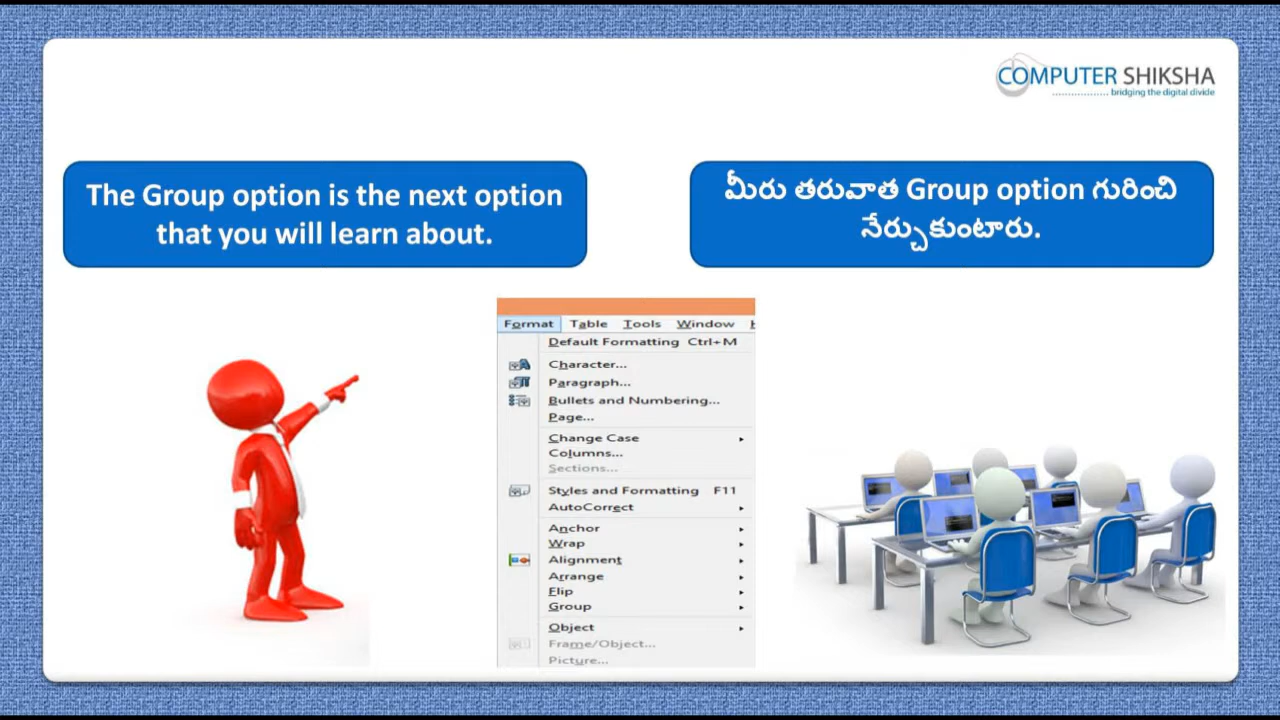 COMPUTER SHIKSHA
bridging the digital divide
The Group option is the next option
that you will learn about.
మీరు తరువాత Group option గురించి
నేర్చుకుంటారు.
Format Table Tools Window
Default Formatting Ctrl+M
Character...
Paragraph...
Bullets and Numbering...
Page...
Change Case
Columns...
Sections...
Styles and Formatting F11
AutoCorrect
Anchor
Wrap
Alignment
Arrange
Flip
Group
Object
Frame/Object...
Picture...